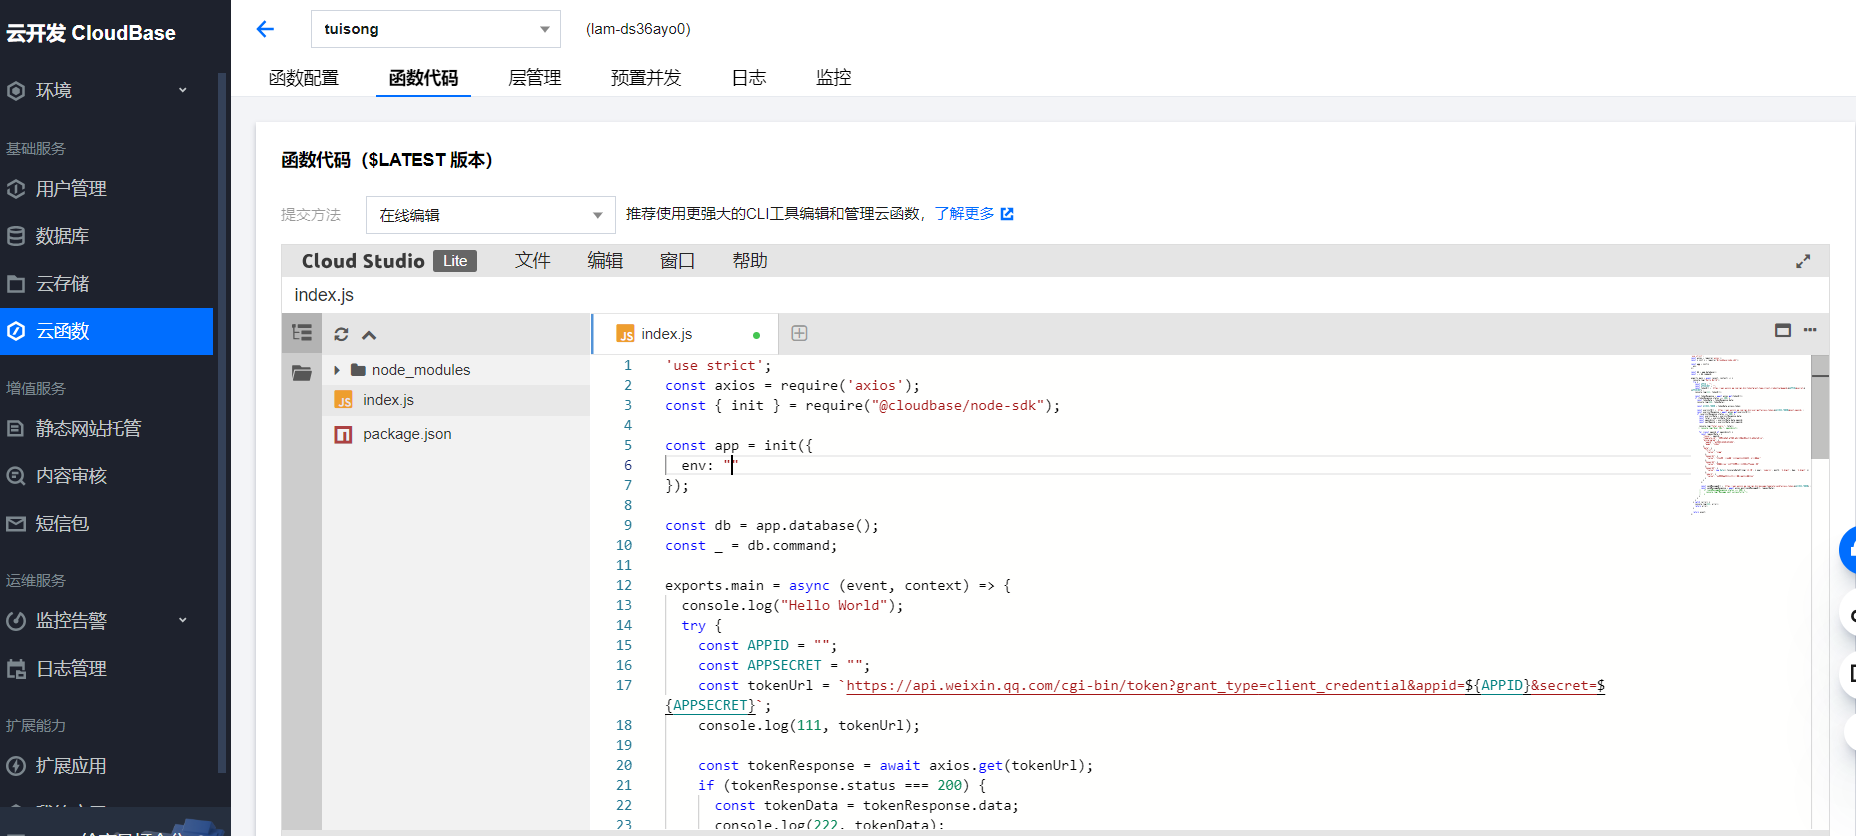 云开发 CloudBase
环境
基础服务
用户管理
数据库
云存储
云函数
增值服务
静态网站托管
内容审核
短信包
运维服务
监控告警
日志管理
扩展能力
扩展应用
tuisong
(lam-ds36ayo0)
函数配置 函数代码 层管理 预置并发 日志 监控
函数代码（$LATEST 版本）
提交方法 在线编辑 推荐使用更强大的CLI工具编辑和管理云函数，了解更多
Cloud Studio Lite 文件 编辑 窗口 帮助
index.js
node_modules
index.js
package.json
index.js
1 'use strict';
2 const axios = require('axios');
3 const { init } = require("@cloudbase/node-sdk");
4
5 const app = init({
6 env: ""
7 });
8
9 const db = app.database();
10 const _ = db.command;
11
12 exports.main = async (event, context) => {
13 console.log("Hello World");
14 try {
15 const APPID = "";
16 const APPSECRET = "";
17 const tokenUrl = `https://api.weixin.qq.com/cgi-bin/token?grant_type=client_credential&appid=${APPID}&secret=$
{APPSECRET}`;
18 console.log(111, tokenUrl);
19
20 const tokenResponse = await axios.get(tokenUrl);
21 if (tokenResponse.status === 200) {
22 const tokenData = tokenResponse.data;
23 console.log(222, tokenData);